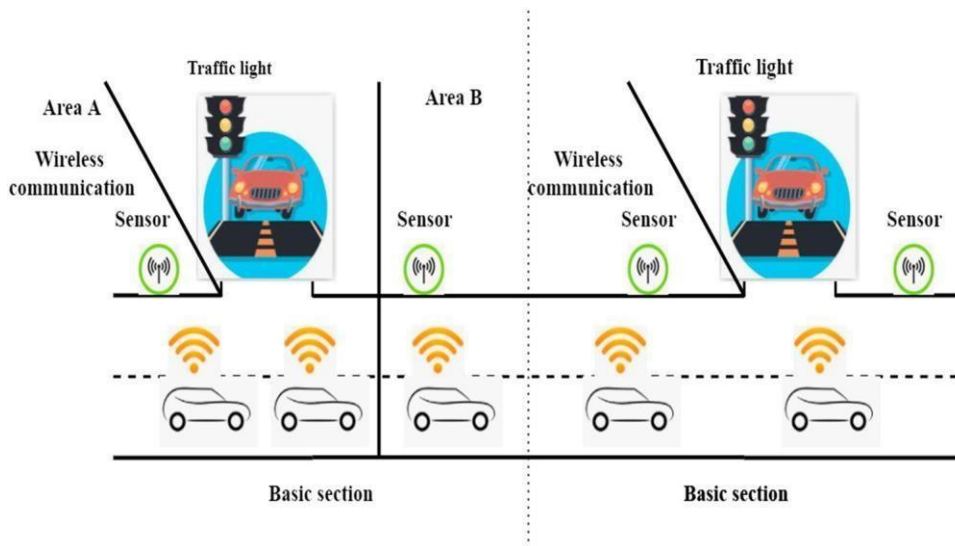 Traffic light
Traffic light
Area A
Area B
Wireless
communication
Wireless
communication
Sensor
Sensor
Sensor
Sensor
Basic section
Basic section